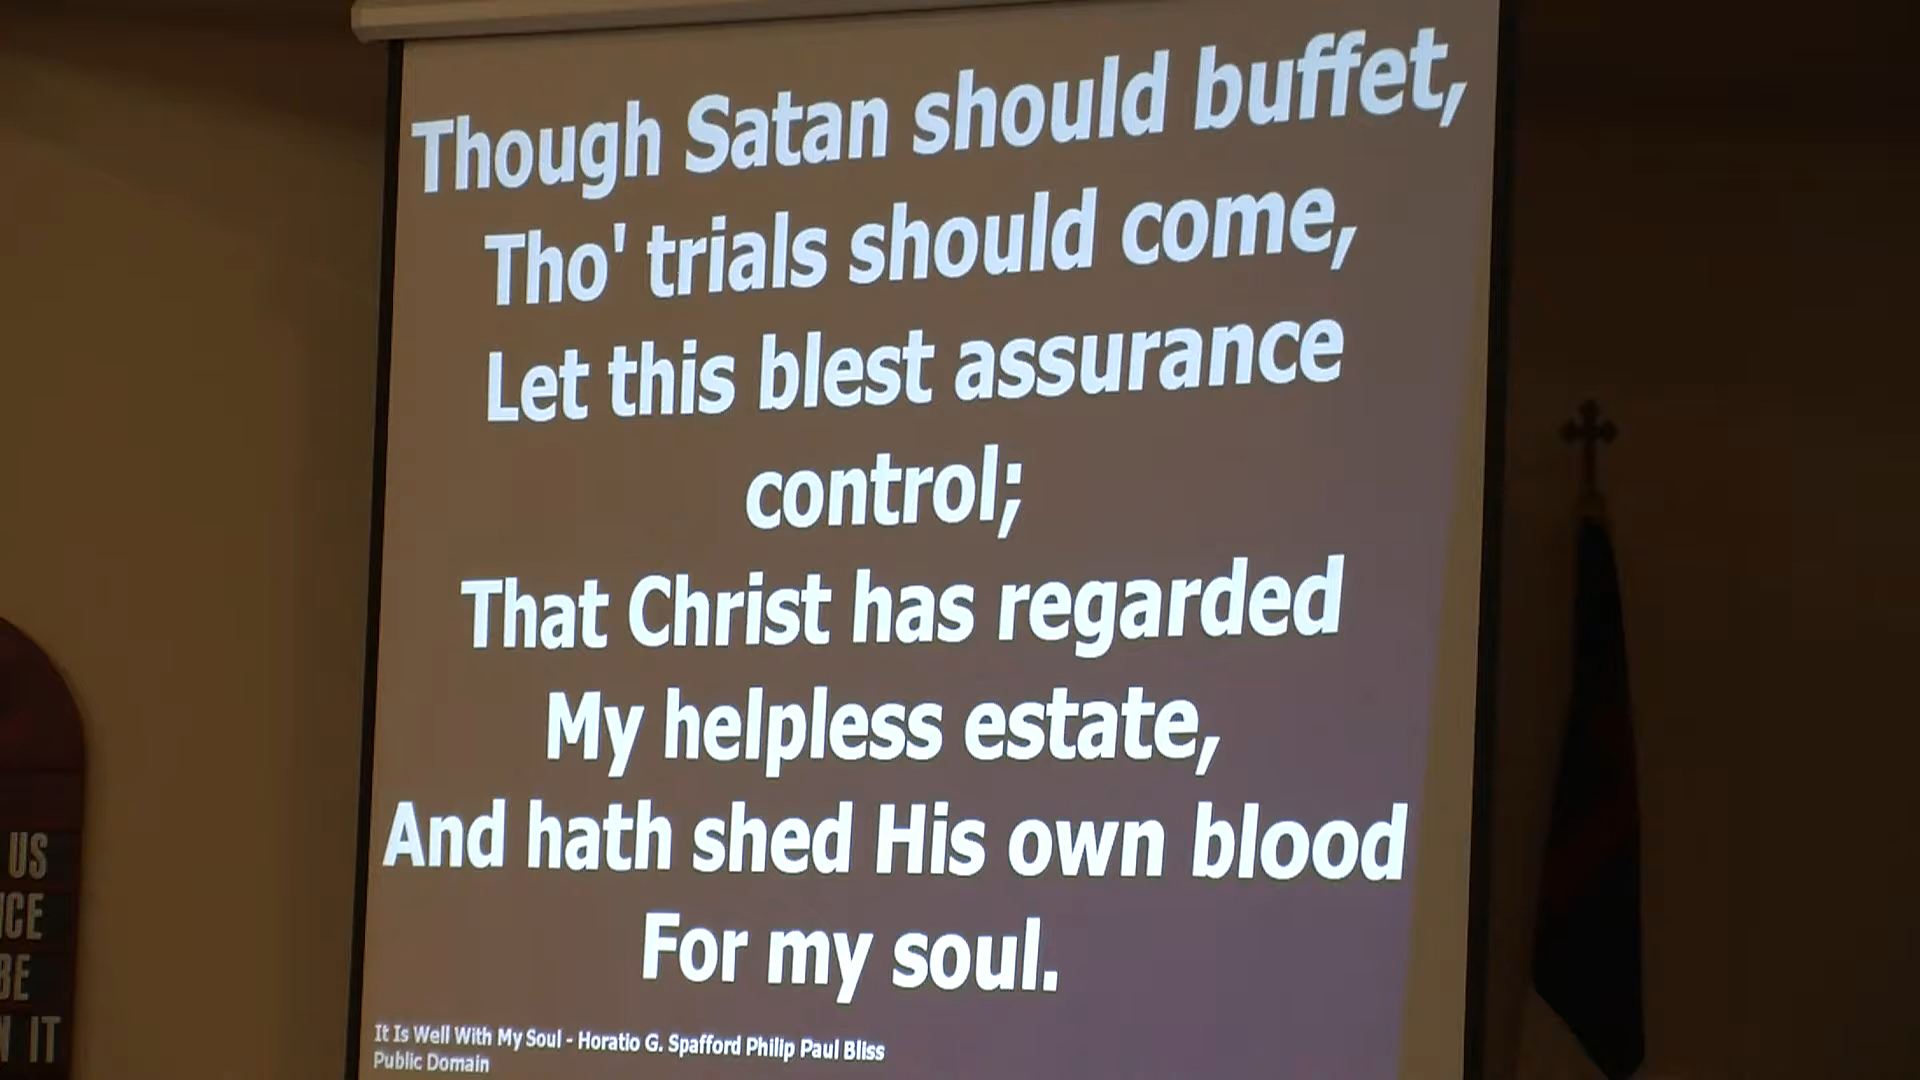 Though Satan should buffet,
Tho' trials should come,
Let this blest assurance
control;
That Christ has regarded
My helpless estate,
And hath shed His own blood
For my soul.
It Is Well With My Soul - Horatio G. Spafford Philip Paul Bliss
Public Domain
US
BE
IT